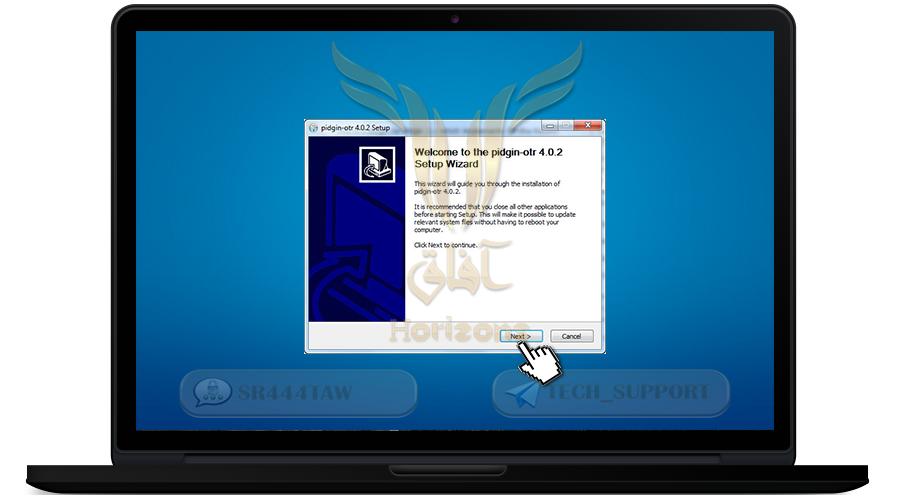 pidgin-otr 4.0.2 Setup
Welcome to the pidgin-otr 4.0.2
Setup Wizard
This wizard will guide you through the installation of
pidgin-otr 4.0.2.
It is recommended that you close all other applications
before starting Setup. This will make it possible to update
relevant system files without having to reboot your
computer.
Click Next to continue.
آفاق
Horizons
Next >
Cancel
SR444TAW
TECH_SUPPORT